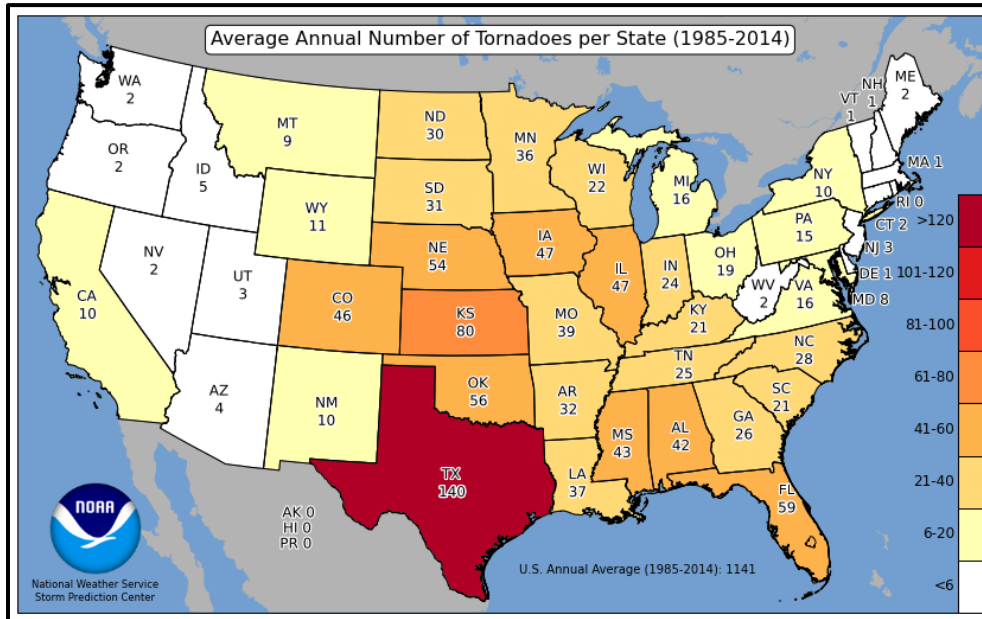 Average Annual Number of Tornadoes per State (1985-2014)
WA
2
OR
2
ID
5
MT
9
ND
30
MN
36
WI
22
MI
16
NY
10
VT
1
NH
1
ME
2
MA 1
RI 0
CT 2
NJ 3
DE 1
MD 8
PA
15
OH
19
WV
2
VA
16
IN
24
IL
47
IA
47
SD
31
WY
11
NE
54
NV
2
UT
3
CA
10
CO
46
KS
80
MO
39
KY
21
NC
28
TN
25
SC
21
AZ
4
NM
10
OK
56
AR
32
MS
43
AL
42
GA
26
TX
140
LA
37
FL
59
AK 0
HI 0
PR 0
U.S. Annual Average (1985-2014): 1141
NOAA
National Weather Service
Storm Prediction Center
>120
101-120
81-100
61-80
41-60
21-40
6-20
<6